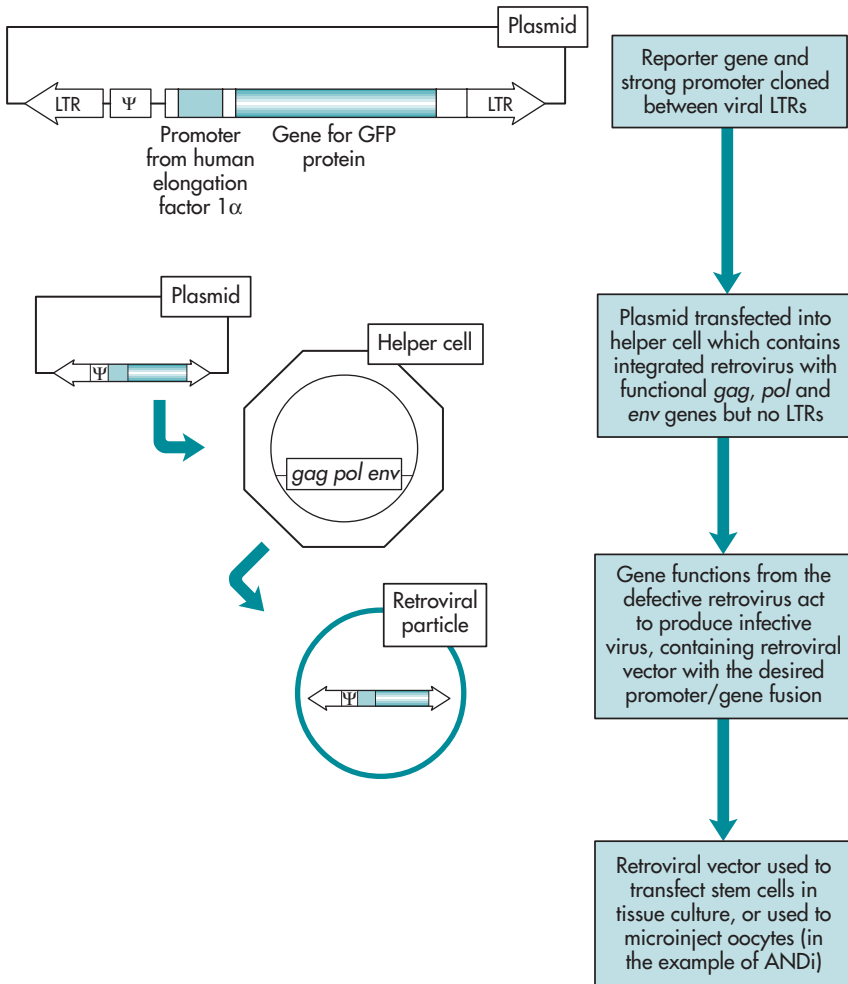 Plasmid
LTR
Ψ
LTR
Promoter
from human
elongation
factor 1α
Gene for GFP
protein
Reporter gene and
strong promoter cloned
between viral LTRs
Plasmid
Ψ
Helper cell
gag pol env
Plasmid transfected into
helper cell which contains
integrated retrovirus with
functional gag, pol and
env genes but no LTRs
Retroviral
particle
Ψ
Gene functions from the
defective retrovirus act
to produce infective
virus, containing retroviral
vector with the desired
promoter/gene fusion
Retroviral vector used to
transfect stem cells in
tissue culture, or used to
microinject oocytes (in
the example of ANDi)